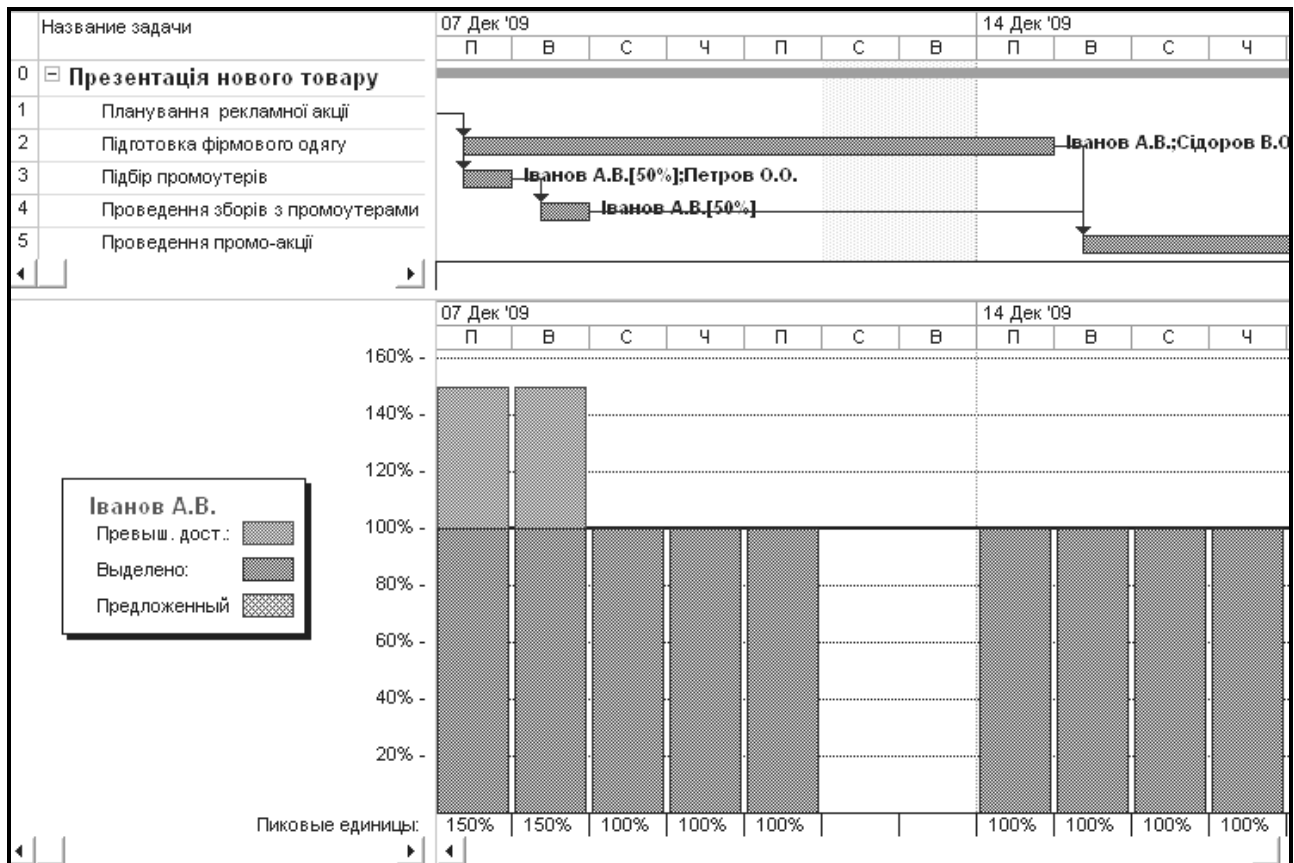 Название задачи
07 Дек '09 14 Дек '09
П В С Ч П С В П В С Ч
0 Презентація нового товару
1 Планування рекламної акції
2 Підготовка фірмового одягу Іванов А.В.;Сідоров В.О
3 Підбір промоутерів Іванов А.В.[50%];Петров О.О.
4 Проведення зборів з промоутерами Іванов А.В.[50%]
5 Проведення промо-акції
07 Дек '09 14 Дек '09
П В С Ч П С В П В С Ч
160%
140%
120%
100%
80%
60%
40%
20%
Іванов А.В.
Превыш. дост.:
Выделено:
Предложенный
Пиковые единицы: 150% 150% 100% 100% 100% 100% 100% 100% 100%